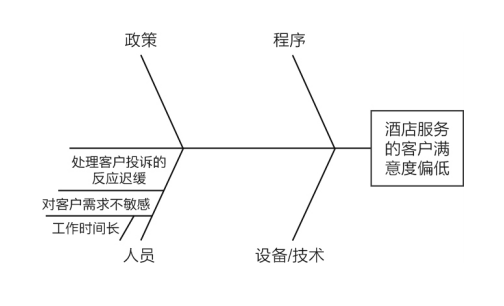 政策
程序
酒店服务
的客户满
意度偏低
处理客户投诉的
反应迟缓
对客户需求不敏感
工作时间长
人员
设备/技术